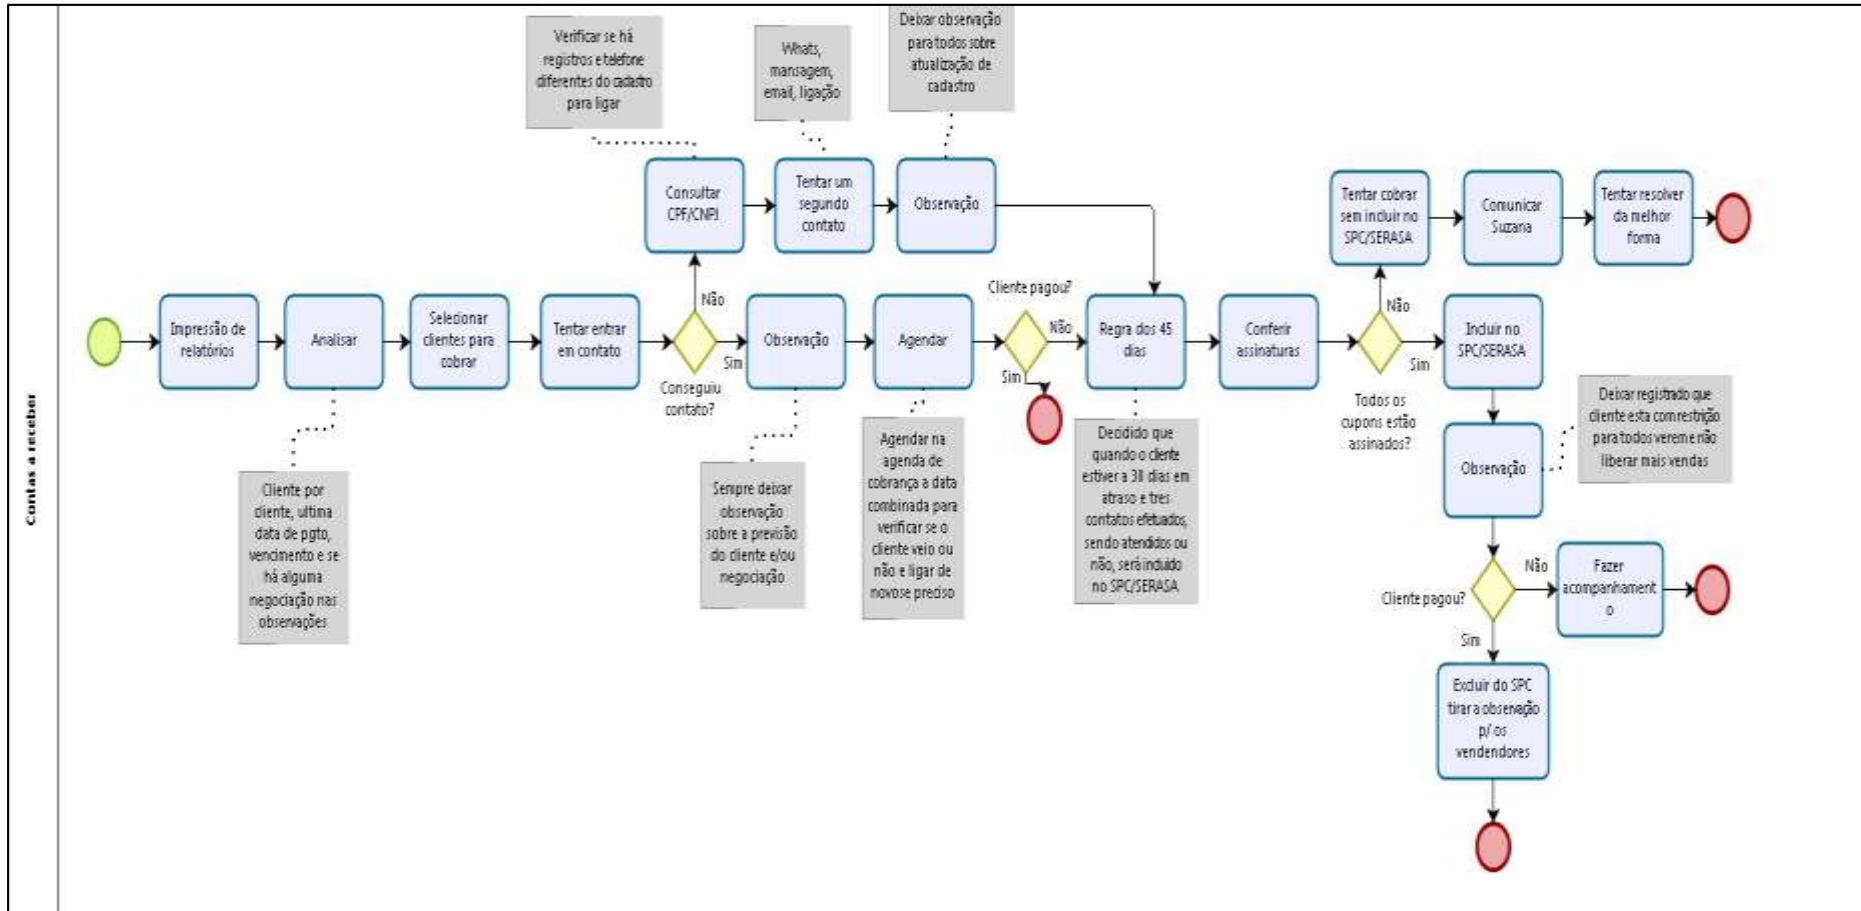 Contas a receber
Verificar se há
registros e telefone
diferentes do cadastro
para ligar
Whats,
mansagem,
email, ligação
Deixar observação
para todos sobre
atualização de
cadastro
Consultar
CPF/CNPJ
Tentar um
segundo
contato
Observação
Tentar cobrar
sem incluir no
SPC/SERASA
Comunicar
Suzana
Tentar resolver
da melhor
forma
Impressão de
relatórios
Analisar
Selecionar
clientes para
cobrar
Tentar entrar
em contato
Não
Sim
Conseguiu
contato?
Observação
Agendar
Cliente pagou?
Não
Sim
Regra dos 45
dias
Conferir
assinaturas
Não
Sim
Todos os
cupons estão
assinados?
Incluir no
SPC/SERASA
Cliente por
cliente, ultima
data de pgto,
vencimento e se
há alguma
negociação nas
observações
Sempre deixar
observação
sobre a previsão
do cliente e/ou
negociação
Agendar na
agenda de
cobrança a data
combinada para
verificar se o
cliente veio ou
não e ligar de
novo se preciso
Decidido que
quando o cliente
estiver a 30 dias em
atraso e tres
contatos efetuados,
sendo atendidos ou
não, será incluido
no SPC/SERASA
Observação
Deixar registrado que
cliente esta com restrição
para todos verem e não
liberar mais vendas
Cliente pagou?
Não
Sim
Fazer
acompanhament
o
Excluir do SPC
tirar a observação
p/ os
vendendores